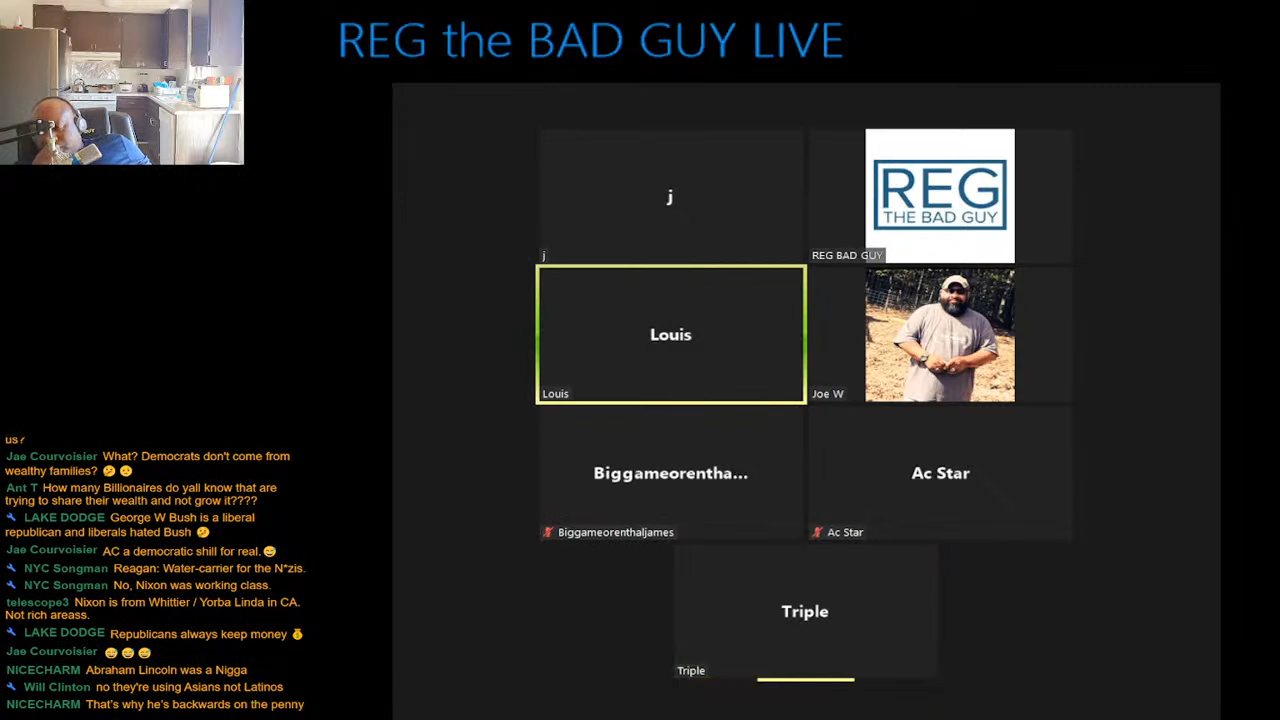 REG the BAD GUY LIVE
GUY
j
j
REG
THE BAD GUY
REG BAD GUY
Louis
Louis
Joe W
Biggameorentha...
Biggameorenthaljames
Ac Star
Ac Star
Triple
Triple
us?
Jae Courvoisier What? Democrats don't come from
wealthy families? 🤔 😳
Ant T How many Billionaires do yall know that are
trying to share their wealth and not grow it????
LAKE DODGE George W Bush is a liberal
republican and liberals hated Bush 🤔
Jae Courvoisier AC a democratic shill for real.😅
NYC Songman Reagan: Water-carrier for the N*zis.
NYC Songman No, Nixon was working class.
telescope3 Nixon is from Whittier / Yorba Linda in CA.
Not rich areass.
LAKE DODGE Republicans always keep money 💰
Jae Courvoisier 😅 😅 😅
NICECHARM Abraham Lincoln was a Nigga
Will Clinton no they're using Asians not Latinos
NICECHARM That's why he's backwards on the penny